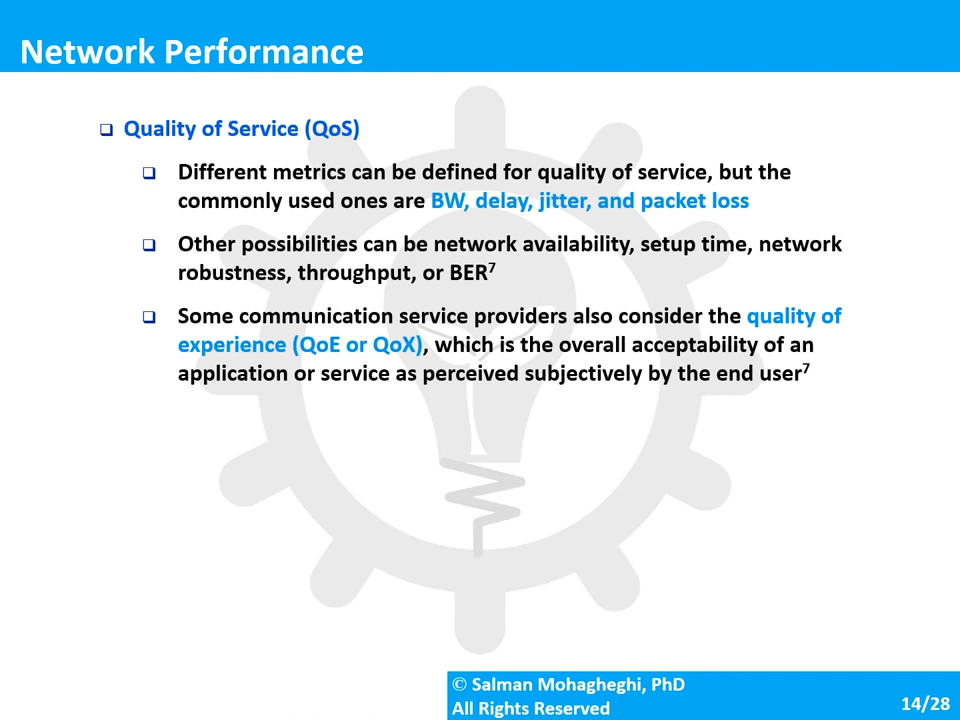 Network Performance
❑ Quality of Service (QoS)
❑ Different metrics can be defined for quality of service, but the
commonly used ones are BW, delay, jitter, and packet loss
❑ Other possibilities can be network availability, setup time, network
robustness, throughput, or BER⁷
❑ Some communication service providers also consider the quality of
experience (QoE or QoX), which is the overall acceptability of an
application or service as perceived subjectively by the end user⁷
© Salman Mohagheghi, PhD
All Rights Reserved
14/28